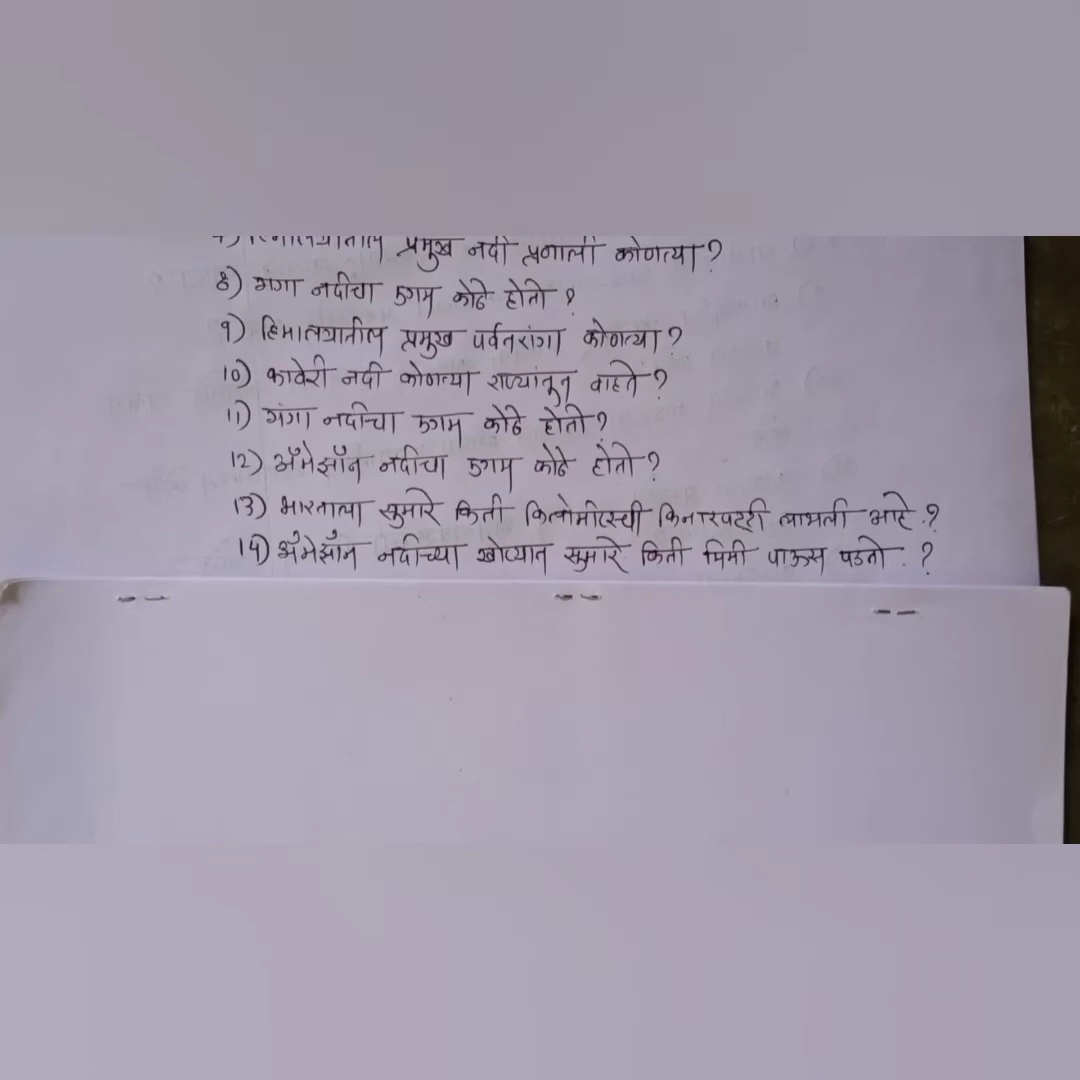 प्रमुख नदी प्रणाली कोणत्या?
8) गंगा नदीचा उगम कोठे होतो ?
9) हिमालयातील प्रमुख पर्वतरांगा कोणत्या?
10) कावेरी नदी कोणत्या राज्यांतून वाहते ?
11) गंगा नदीचा उगम कोठे होतो?
12) ॲमेझॉन नदीचा उगम कोठे होतो?
13) भारताला सुमारे किती किलोमीटरची किनारपट्टी लाभली आहे.?
14) ॲमेझॉन नदीच्या खोऱ्यात सुमारे किती मिमी पाऊस पडतो . ?